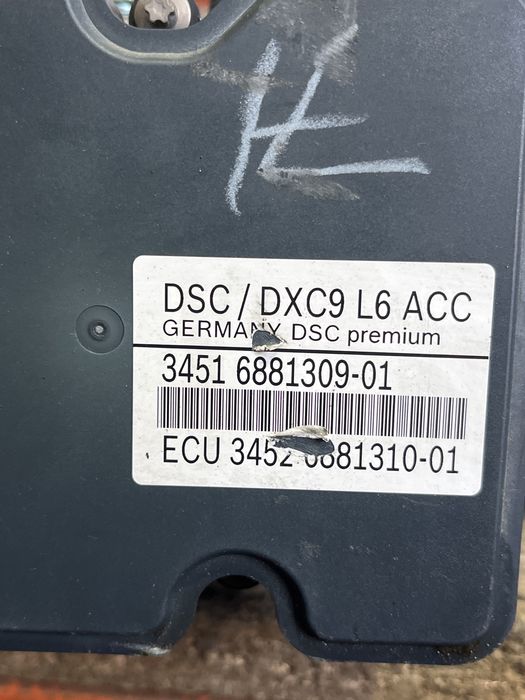 DSC / DXC9 L6 ACC
GERMANY DSC premium
3451 6881309-01
ECU 3452 6881310-01